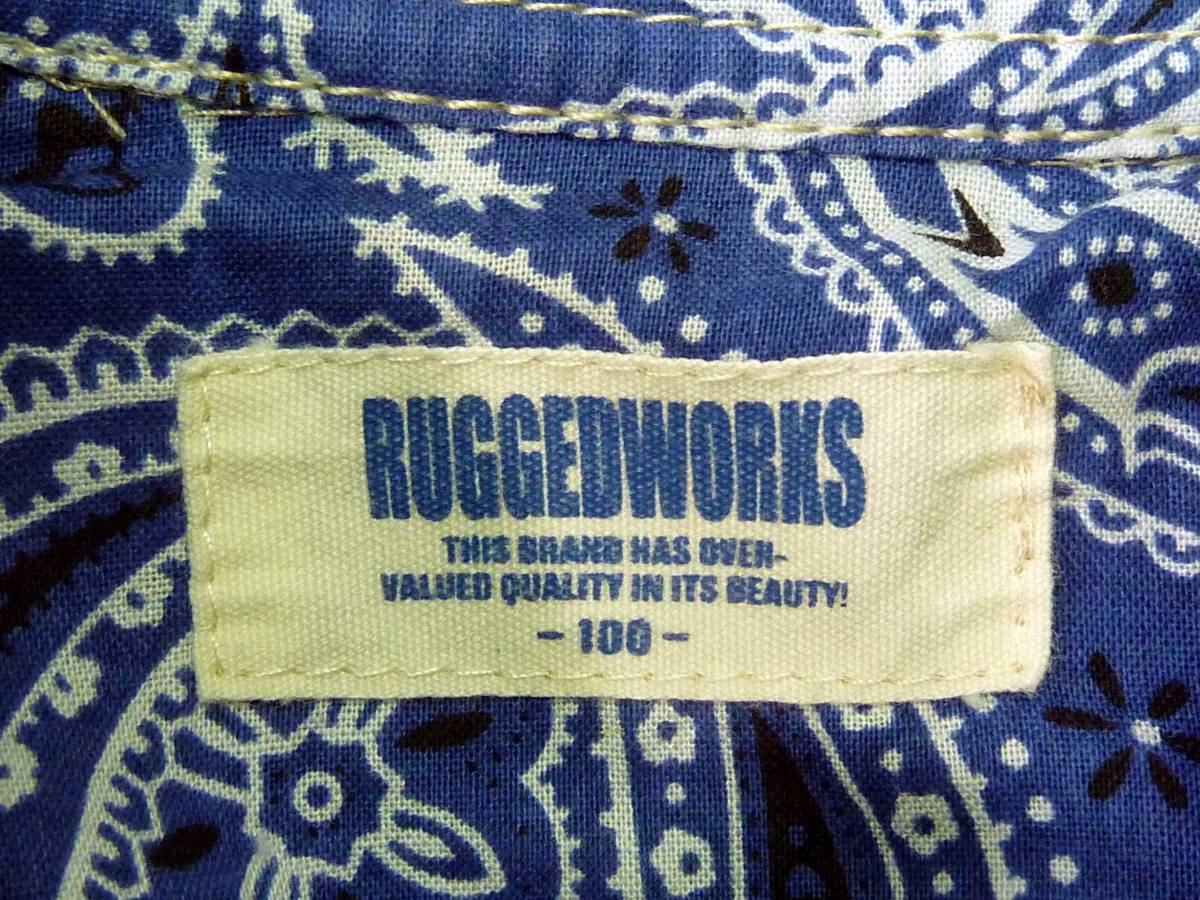 RUGGEDWORKS
THIS BRAND HAS OVER-
VALUED QUALITY IN ITS BEAUTY!
- 100 -